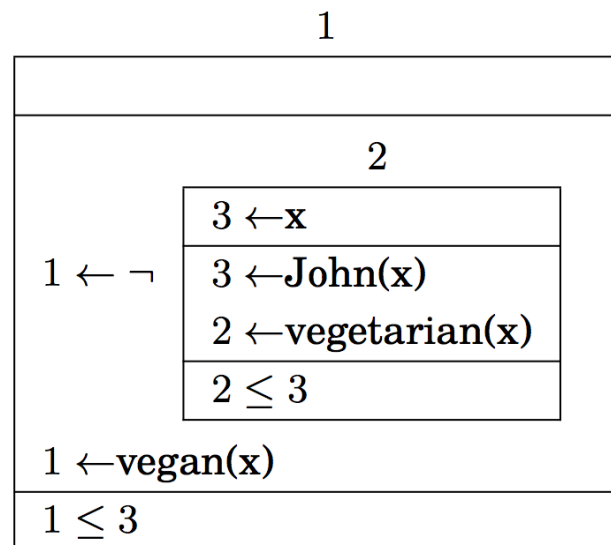 1
2
3 ←x
1 ← ¬ 3 ←John(x)
2 ←vegetarian(x)
2 ≤ 3
1 ←vegan(x)
1 ≤ 3